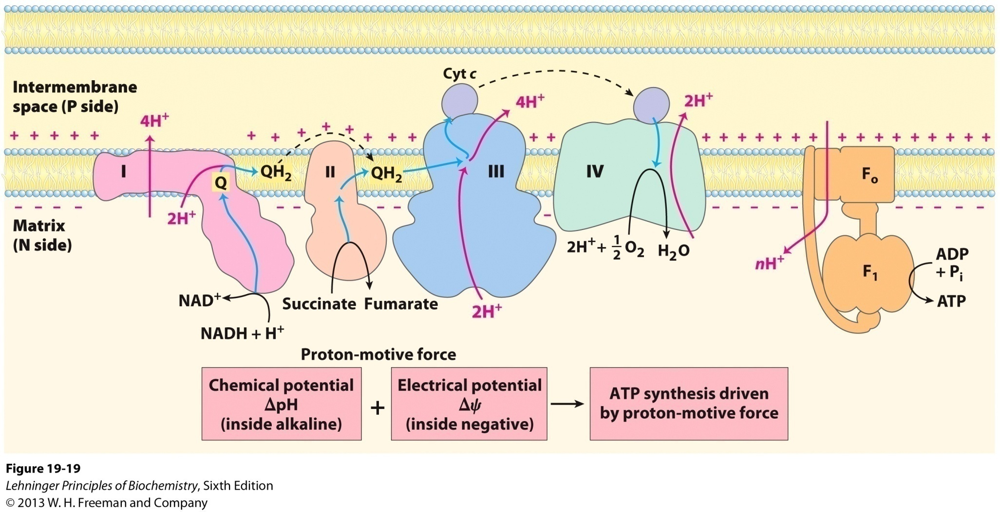 Cyt c
Intermembrane
space (P side)
4H⁺
4H⁺
2H⁺
+ + + + + + + + + + + + + + + + + + + + + + + + + + + + +
I
Q
QH₂
II
QH₂
III
IV
Fₒ
– – – – – – – – – – – – – – – – – –
2H⁺
Matrix
(N side)
2H⁺ + ½ O₂
H₂O
nH⁺
F₁
ADP
+ Pᵢ
ATP
NAD⁺
Succinate
Fumarate
2H⁺
NADH + H⁺
Proton-motive force
Chemical potential
ΔpH
(inside alkaline)
+
Electrical potential
Δψ
(inside negative)
ATP synthesis driven
by proton-motive force
Figure 19-19
Lehninger Principles of Biochemistry, Sixth Edition
© 2013 W. H. Freeman and Company